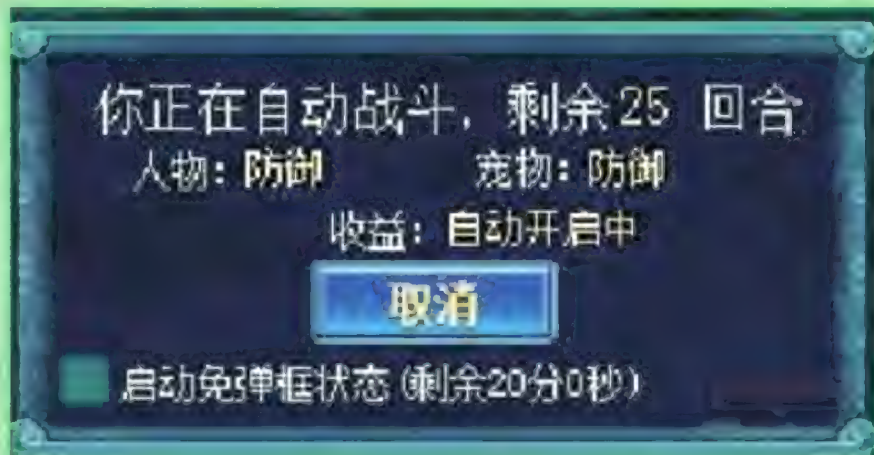 你正在自动战斗，剩余25 回合
人物：防御 宠物：防御
收益：自动开启中
取消
启动免弹框状态(剩余20分0秒)